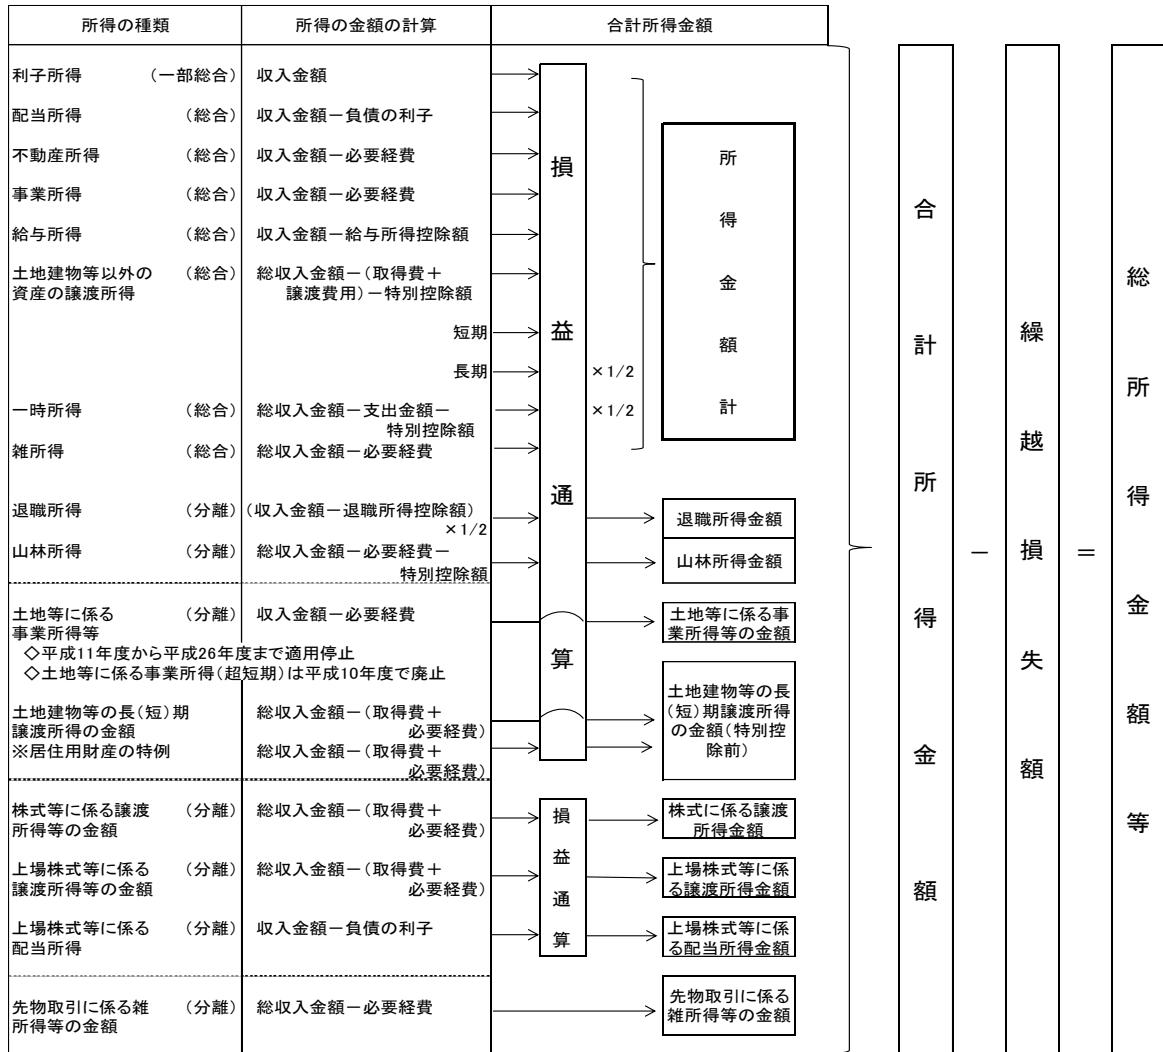 所得の種類 所得の金額の計算 合計所得金額
利子所得 (一部総合) 収入金額
配当所得 (総合) 収入金額－負債の利子
不動産所得 (総合) 収入金額－必要経費
事業所得 (総合) 収入金額－必要経費
給与所得 (総合) 収入金額－給与所得控除額
土地建物等以外の (総合) 総収入金額－(取得費＋
資産の譲渡所得 譲渡費用)－特別控除額
短期
長期 ×1/2
一時所得 (総合) 総収入金額－支出金額－ ×1/2
特別控除額
雑所得 (総合) 総収入金額－必要経費
退職所得 (分離) (収入金額－退職所得控除額)
×1/2
山林所得 (分離) 総収入金額－必要経費－
特別控除額
土地等に係る (分離) 収入金額－必要経費
事業所得等
◇平成11年度から平成26年度まで適用停止
◇土地等に係る事業所得(超短期)は平成10年度で廃止
土地建物等の長(短)期 総収入金額－(取得費＋
譲渡所得の金額 必要経費)
※居住用財産の特例 総収入金額－(取得費＋
必要経費)
株式等に係る譲渡 (分離) 総収入金額－(取得費＋
所得等の金額 必要経費)
上場株式等に係る (分離) 総収入金額－(取得費＋
譲渡所得等の金額 必要経費)
上場株式等に係る (分離) 収入金額－負債の利子
配当所得
先物取引に係る雑 (分離) 総収入金額－必要経費
所得等の金額
損益通算
損益通算
所得金額計
退職所得金額
山林所得金額
土地等に係る事
業所得等の金額
土地建物等の長
(短)期譲渡所得
の金額(特別控
除前)
株式に係る譲渡
所得金額
上場株式等に係
る譲渡所得金額
上場株式等に係
る配当所得金額
先物取引に係る
雑所得等の金額
合計所得金額
－
繰越損失額
＝
総所得金額等